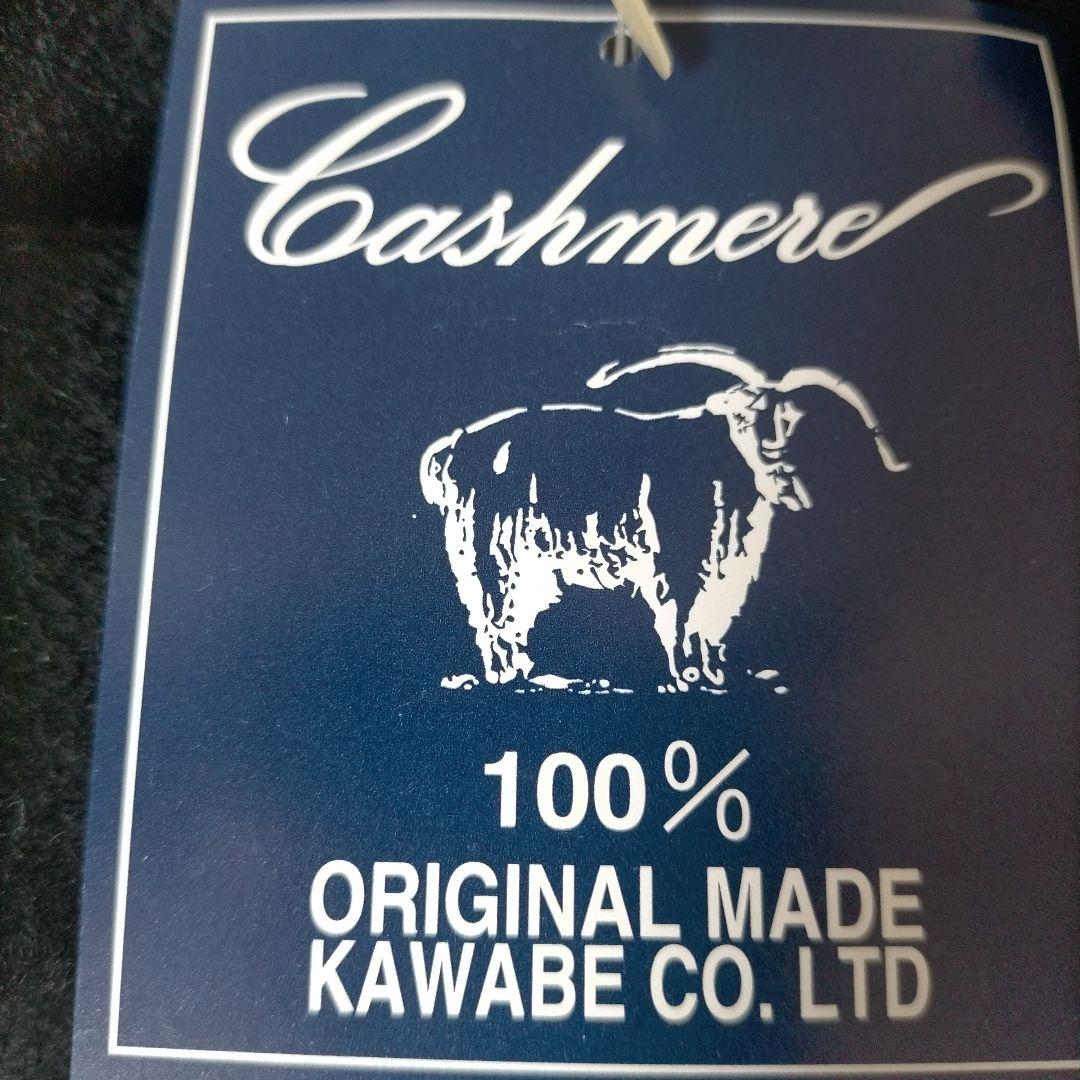 Cashmere
100%
ORIGINAL MADE
KAWABE CO. LTD